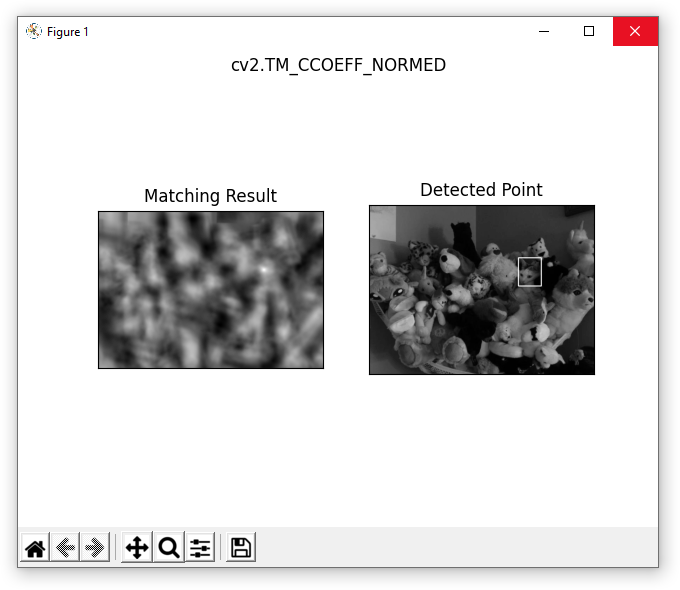 Figure 1
cv2.TM_CCOEFF_NORMED
Matching Result
Detected Point